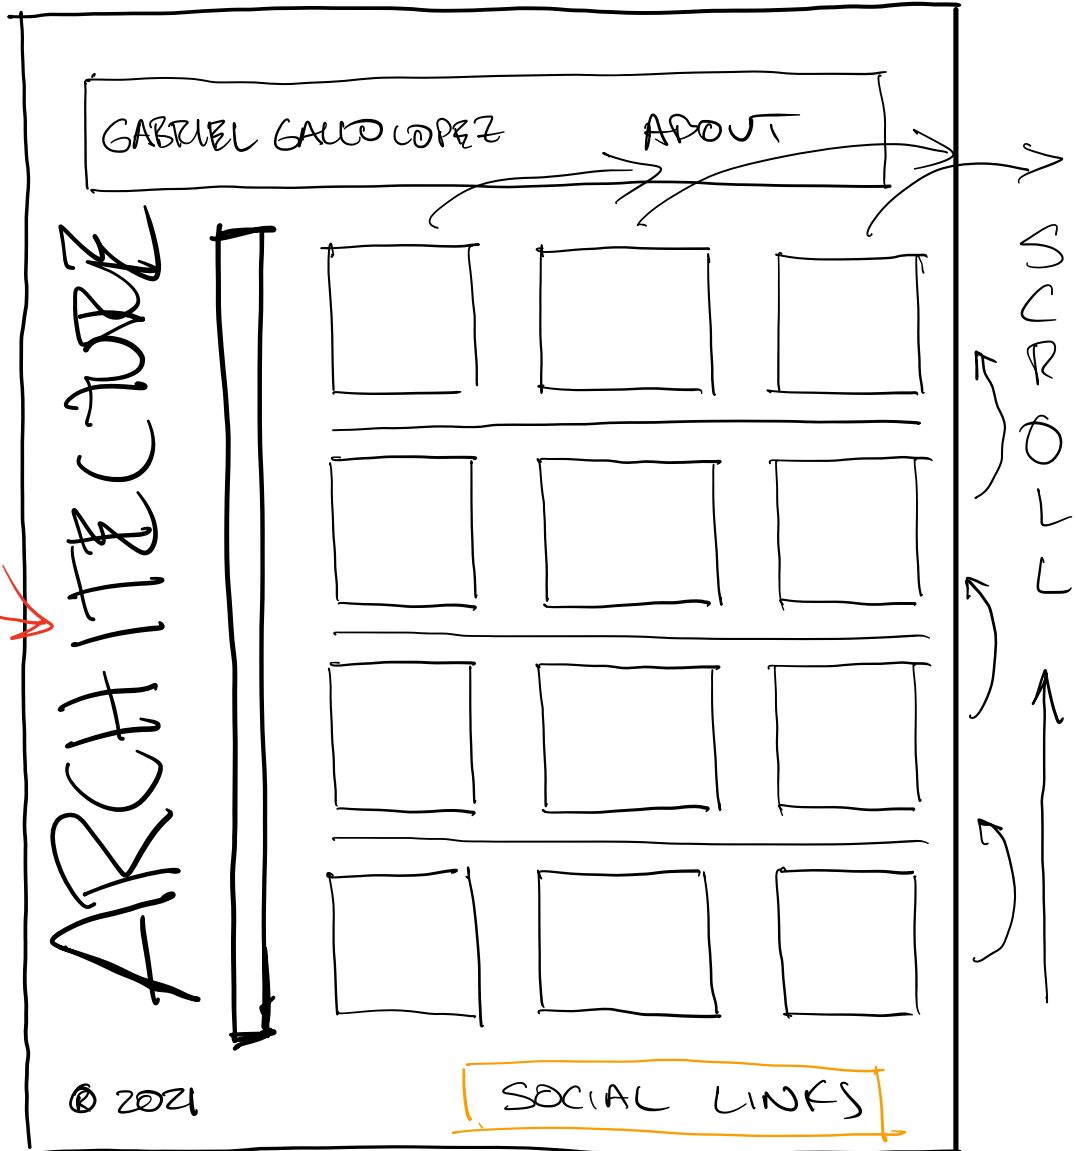 GABRIEL GALLO LOPEZ ABOUT
ARCHITECTURE
SCROLL
® 2021
SOCIAL LINKS